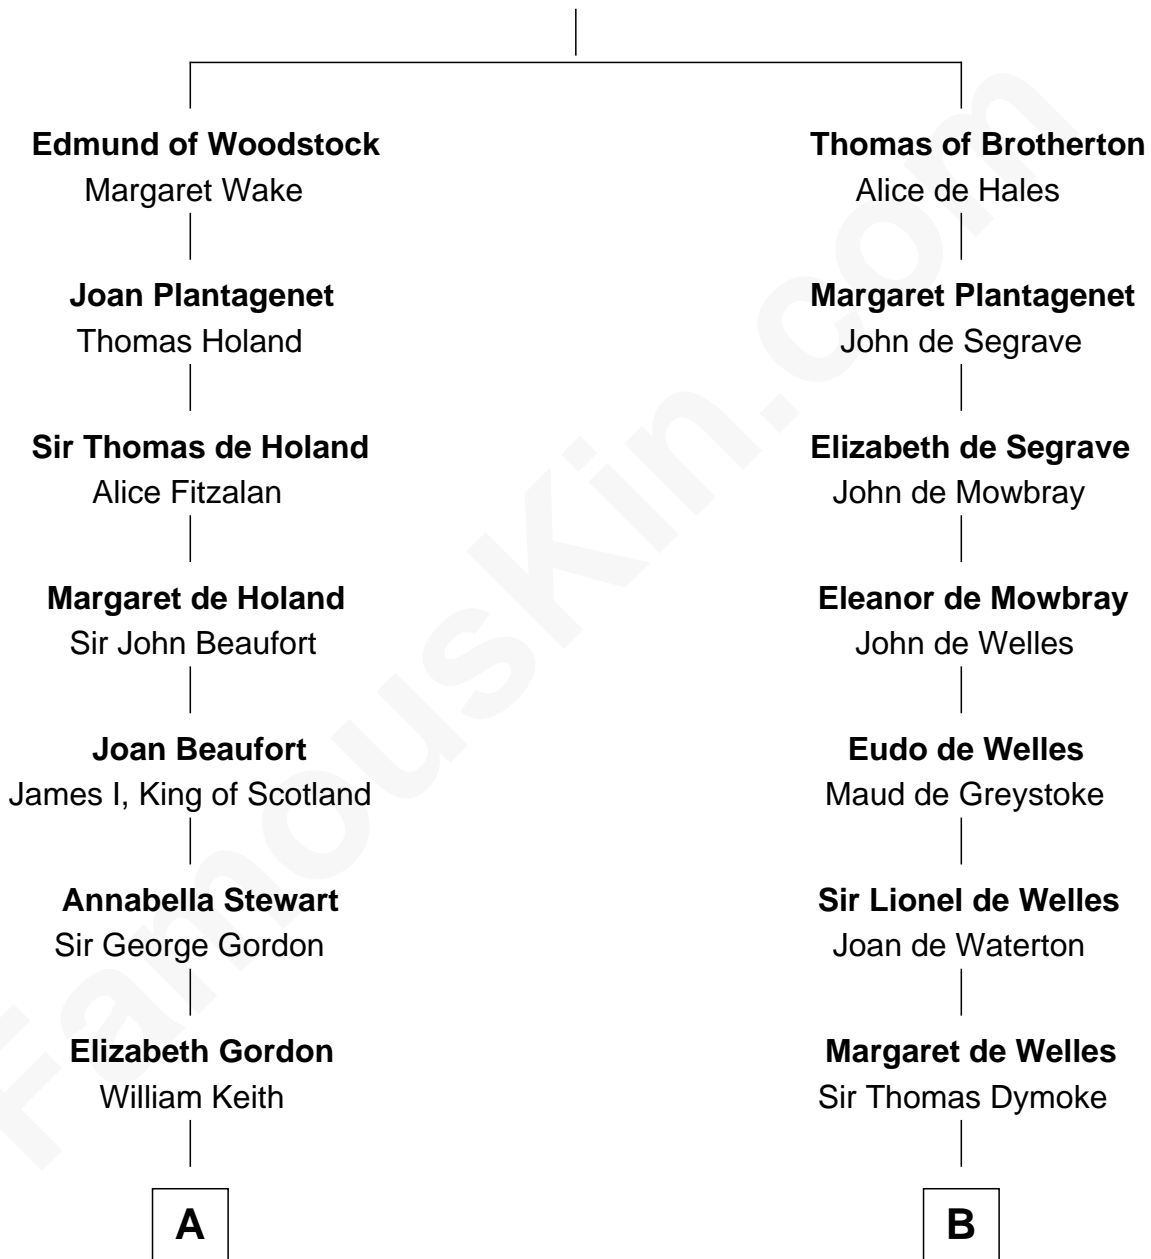 Edmund of Woodstock
Margaret Wake
Thomas of Brotherton
Alice de Hales
Joan Plantagenet
Thomas Holand
Margaret Plantagenet
John de Segrave
Sir Thomas de Holand
Alice Fitzalan
Elizabeth de Segrave
John de Mowbray
Margaret de Holand
Sir John Beaufort
Eleanor de Mowbray
John de Welles
Joan Beaufort
James I, King of Scotland
Eudo de Welles
Maud de Greystoke
Annabella Stewart
Sir George Gordon
Sir Lionel de Welles
Joan de Waterton
Elizabeth Gordon
William Keith
Margaret de Welles
Sir Thomas Dymoke
A
B
FamousKin.com